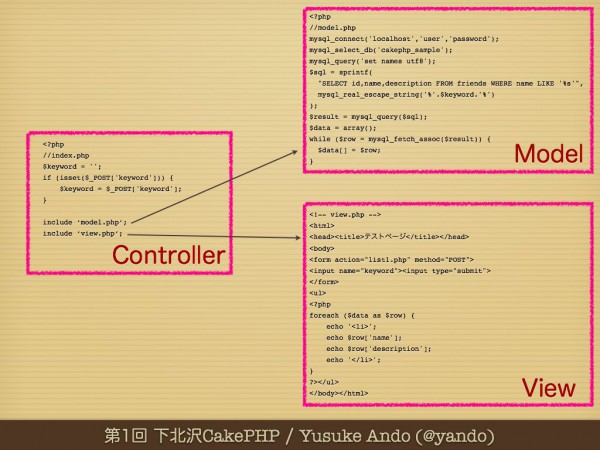 <?php
//index.php
$keyword = '';
if (isset($_POST['keyword'])) {
    $keyword = $_POST['keyword'];
}
include 'model.php';
include 'view.php';
Controller
<?php
//model.php
mysql_connect('localhost','user','password');
mysql_select_db('cakephp_sample');
mysql_query('set names utf8');
$sql = sprintf(
  "SELECT id,name,description FROM friends WHERE name LIKE '%s'",
  mysql_real_escape_string('%'.$keyword.'%')
);
$result = mysql_query($sql);
$data = array();
while ($row = mysql_fetch_assoc($result)) {
  $data[] = $row;
}
Model
<!-- view.php -->
<html>
<head><title>テストページ</title></head>
<body>
<form action="list1.php" method="POST">
<input name="keyword"><input type="submit">
</form>
<ul>
<?php
foreach ($data as $row) {
    echo '<li>';
    echo $row['name'];
    echo $row['description'];
    echo '</li>';
}
?></ul>
</body></html>
View
第1回 下北沢CakePHP / Yusuke Ando (@yando)